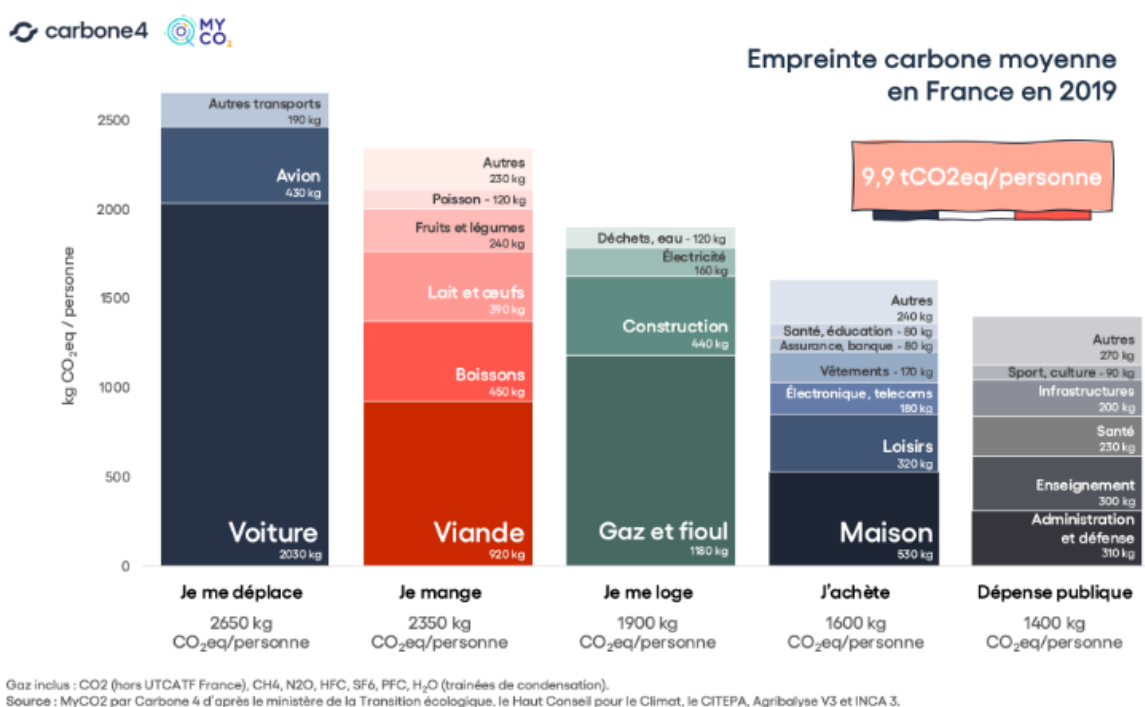 carbone4
MY
CO2
Empreinte carbone moyenne
en France en 2019
9,9 tCO2eq/personne
kg CO₂eq / personne
2500
2000
1500
1000
500
0
Autres transports
190 kg
Avion
430 kg
Voiture
2030 kg
Autres
230 kg
Poisson - 120 kg
Fruits et légumes
240 kg
Lait et œufs
390 kg
Boissons
450 kg
Viande
920 kg
Déchets, eau - 120 kg
Électricité
160 kg
Construction
440 kg
Gaz et fioul
1180 kg
Autres
240 kg
Santé, éducation - 80 kg
Assurance, banque - 80 kg
Vêtements - 170 kg
Électronique, telecoms
180 kg
Loisirs
320 kg
Maison
530 kg
Autres
270 kg
Sport, culture - 90 kg
Infrastructures
200 kg
Santé
230 kg
Enseignement
300 kg
Administration
et défense
310 kg
Je me déplace
2650 kg
CO₂eq/personne
Je mange
2350 kg
CO₂eq/personne
Je me loge
1900 kg
CO₂eq/personne
J'achète
1600 kg
CO₂eq/personne
Dépense publique
1400 kg
CO₂eq/personne
Gaz inclus : CO2 (hors UTCATF France), CH4, N2O, HFC, SF6, PFC, H₂O (trainées de condensation).
Source : MyCO2 par Carbone 4 d'après le ministère de la Transition écologique, le Haut Conseil pour le Climat, le CITEPA, Agribalyse V3 et INCA 3.